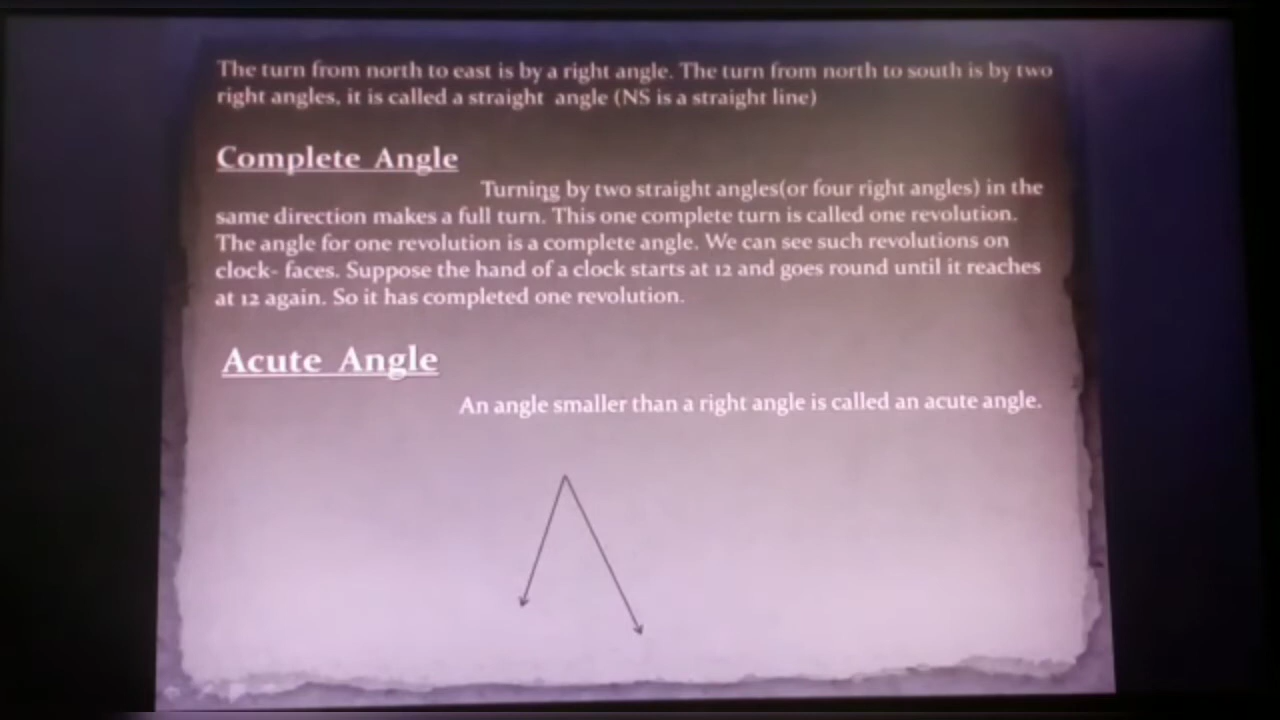 The turn from north to east is by a right angle. The turn from north to south is by two
right angles, it is called a straight angle (NS is a straight line)
Complete Angle
Turning by two straight angles(or four right angles) in the
same direction makes a full turn. This one complete turn is called one revolution.
The angle for one revolution is a complete angle. We can see such revolutions on
clock- faces. Suppose the hand of a clock starts at 12 and goes round until it reaches
at 12 again. So it has completed one revolution.
Acute Angle
An angle smaller than a right angle is called an acute angle.